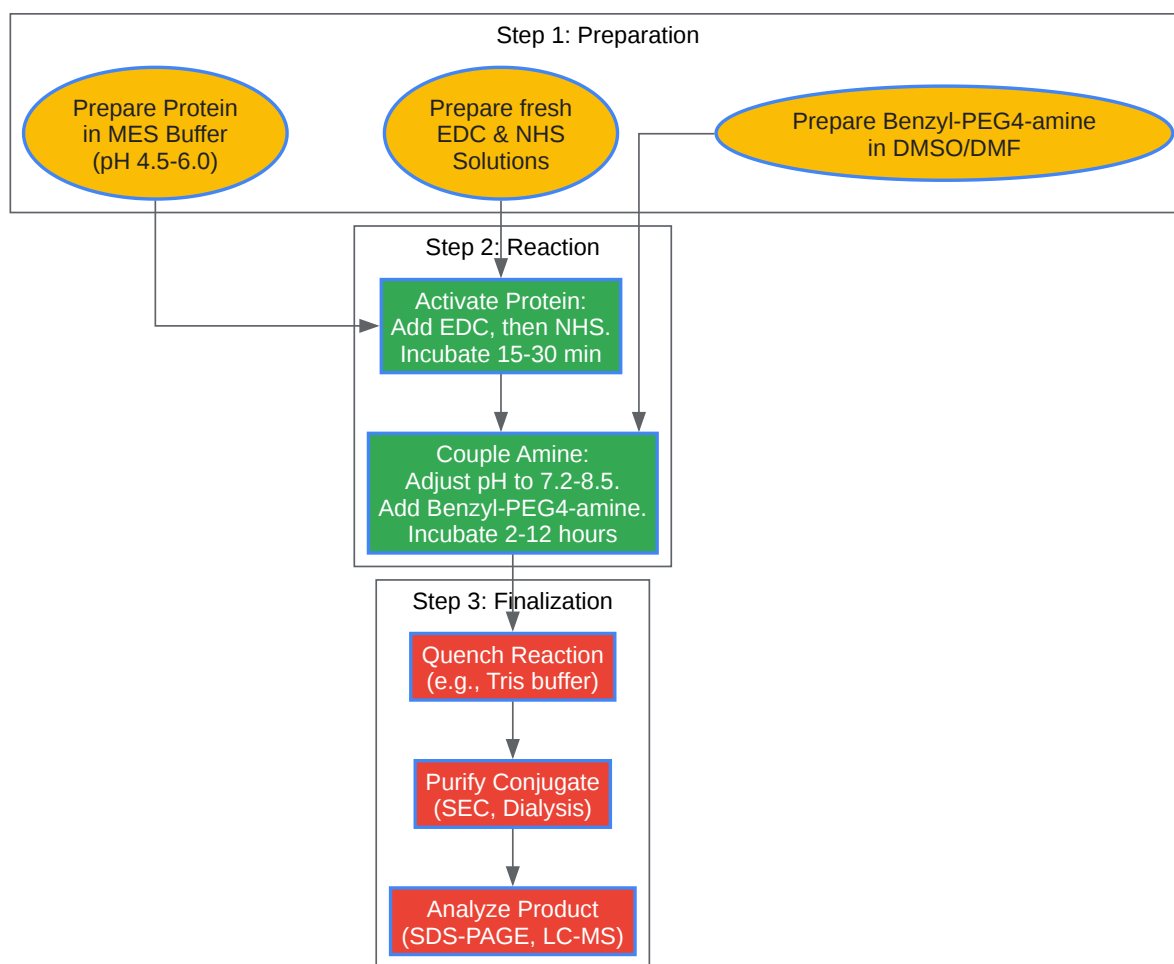 Step 1: Preparation
Prepare Protein
in MES Buffer
(pH 4.5-6.0)
Prepare fresh
EDC & NHS
Solutions
Prepare Benzyl-PEG4-amine
in DMSO/DMF
Step 2: Reaction
Activate Protein:
Add EDC, then NHS.
Incubate 15-30 min
Couple Amine:
Adjust pH to 7.2-8.5.
Add Benzyl-PEG4-amine.
Incubate 2-12 hours
Step 3: Finalization
Quench Reaction
(e.g., Tris buffer)
Purify Conjugate
(SEC, Dialysis)
Analyze Product
(SDS-PAGE, LC-MS)